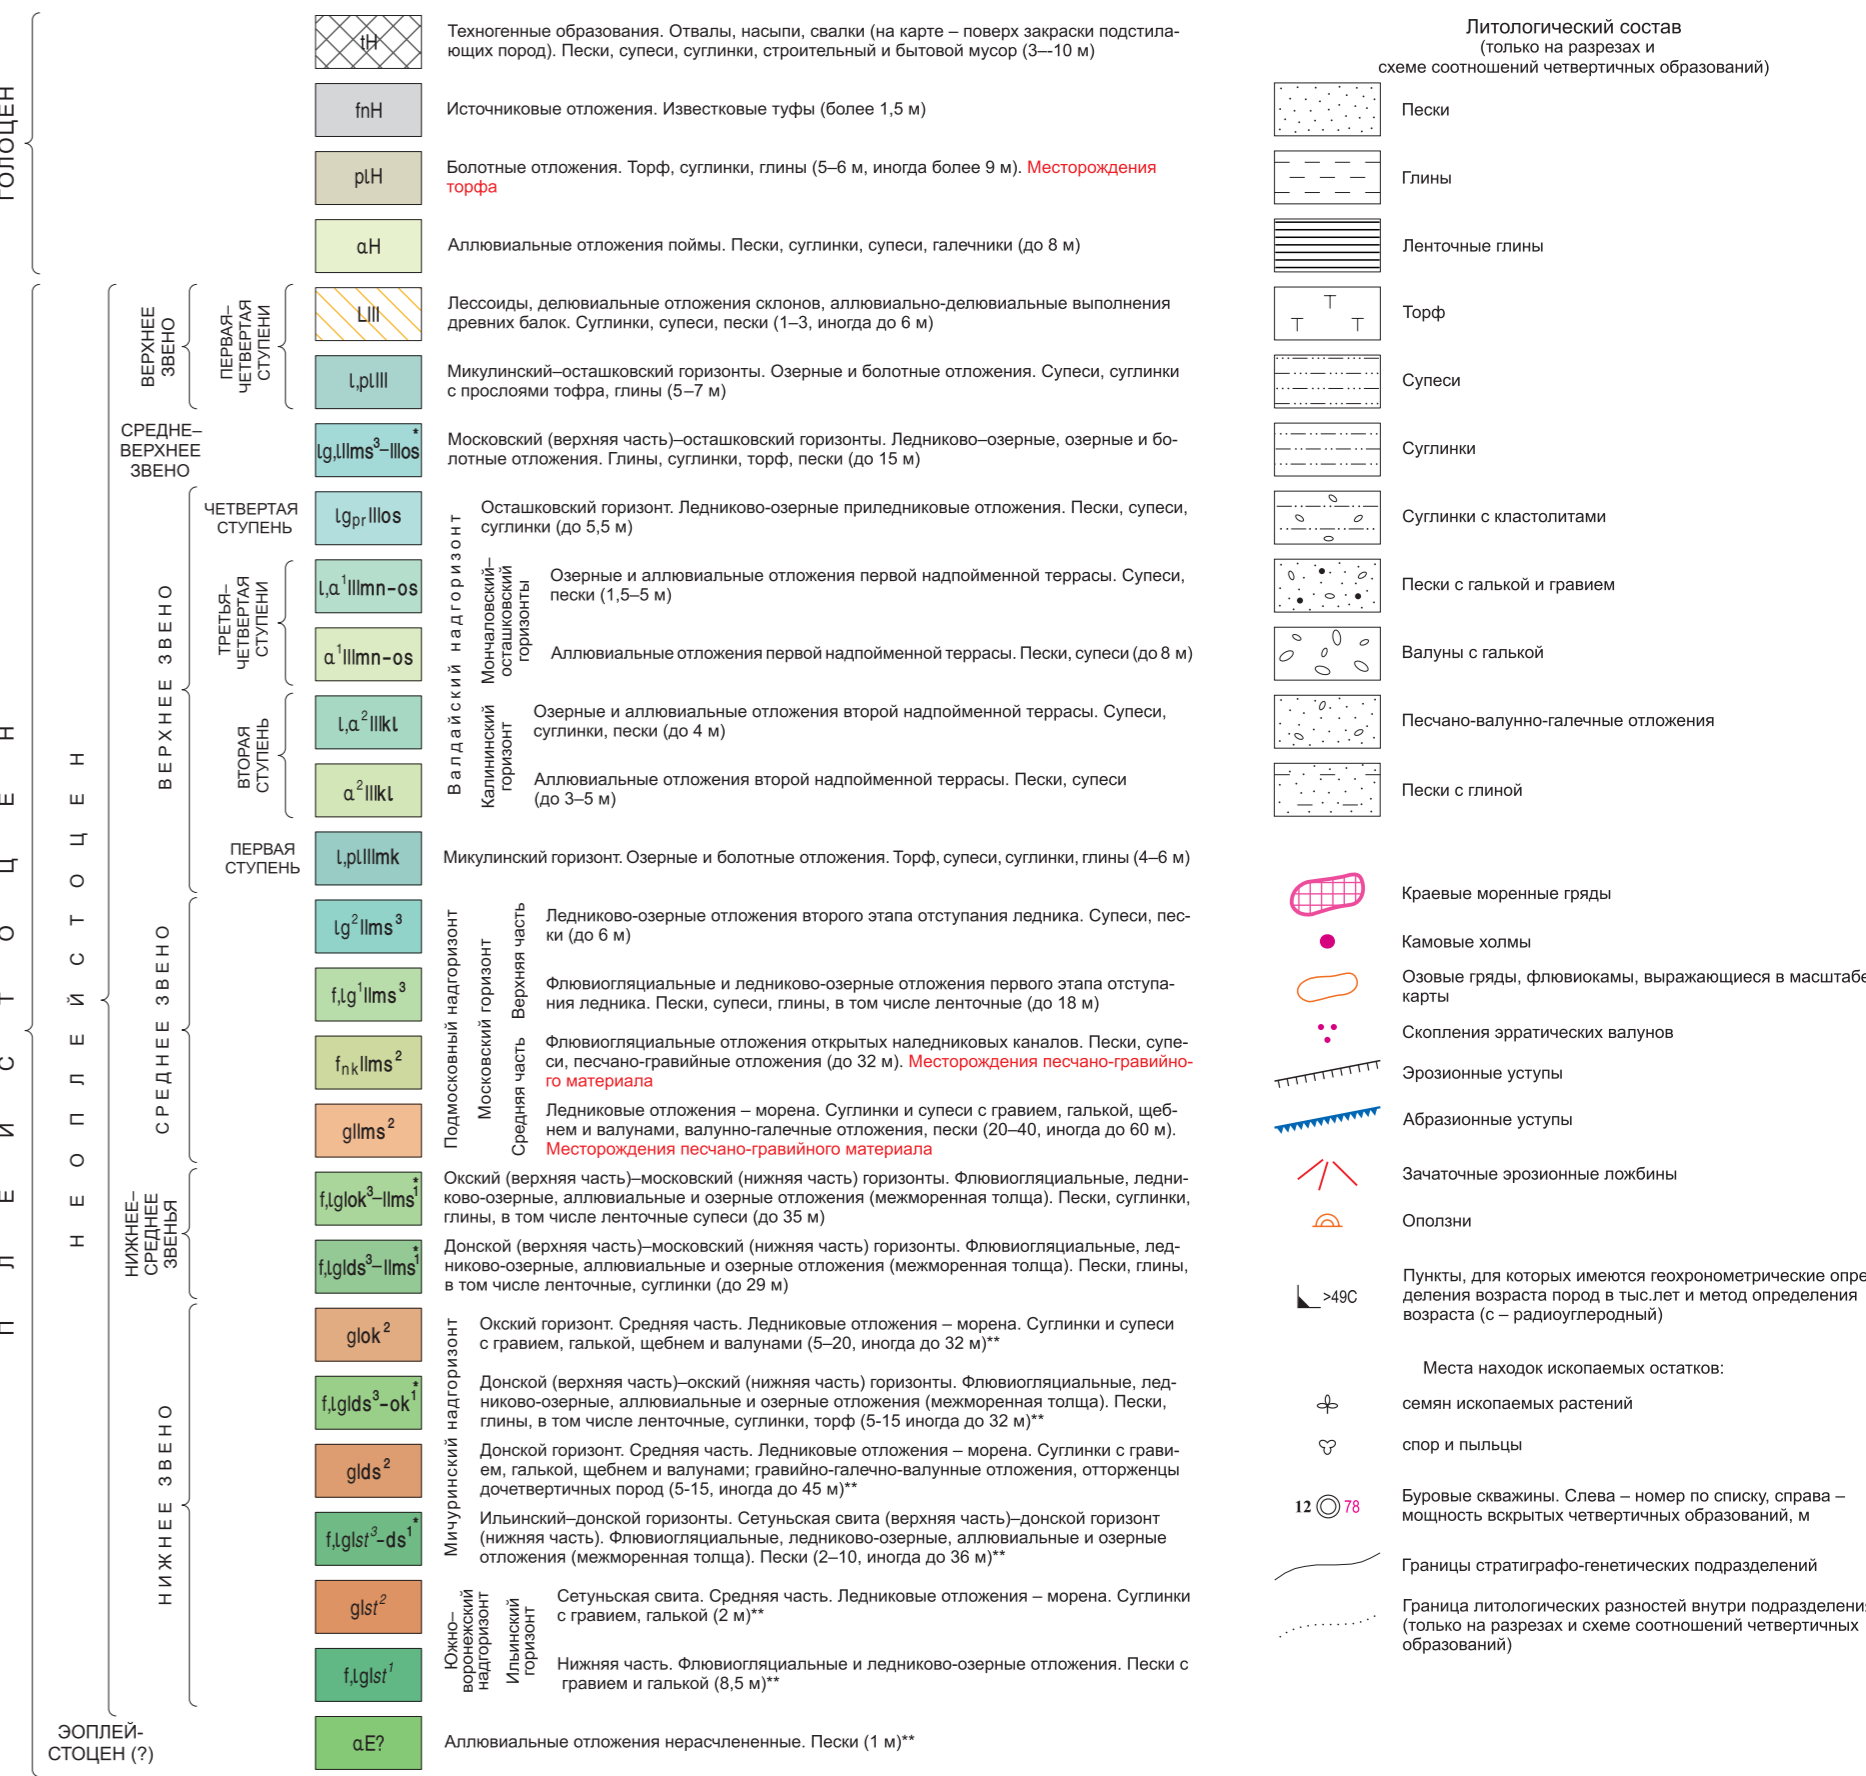 ГОЛОЦЕН
tH
Техногенные образования. Отвалы, насыпи, свалки (на карте – поверх закраски подстила-
ющих пород). Пески, супеси, суглинки, строительный и бытовой мусор (3–-10 м)
fnH
Источниковые отложения. Известковые туфы (более 1,5 м)
plH
Болотные отложения. Торф, суглинки, глины (5–6 м, иногда более 9 м). Месторождения
торфа
aH
Аллювиальные отложения поймы. Пески, суглинки, супеси, галечники (до 8 м)
ПЛЕЙСТОЦЕН
НЕОПЛЕЙСТОЦЕН
ВЕРХНЕЕ
ЗВЕНО
ПЕРВАЯ–
ЧЕТВЕРТАЯ
СТУПЕНИ
LIII
Лессоиды, делювиальные отложения склонов, аллювиально-делювиальные выполнения
древних балок. Суглинки, супеси, пески (1–3, иногда до 6 м)
l,plIII
Микулинский–осташковский горизонты. Озерные и болотные отложения. Супеси, суглинки
с прослоями тофра, глины (5–7 м)
СРЕДНЕ–
ВЕРХНЕЕ
ЗВЕНО
lg,lIIms³–IIIos*
Московский (верхняя часть)–осташковский горизонты. Ледниково–озерные, озерные и бо-
лотные отложения. Глины, суглинки, торф, пески (до 15 м)
ВЕРХНЕЕ ЗВЕНО
ЧЕТВЕРТАЯ
СТУПЕНЬ
Валдайский надгоризонт
lgprIIIos
Осташковский горизонт. Ледниково-озерные приледниковые отложения. Пески, супеси,
суглинки (до 5,5 м)
ТРЕТЬЯ–
ЧЕТВЕРТАЯ
СТУПЕНИ
Мончаловский–
осташковский
горизонты
l,a¹IIImn-os
Озерные и аллювиальные отложения первой надпойменной террасы. Супеси,
пески (1,5–5 м)
a¹IIImn-os
Аллювиальные отложения первой надпойменной террасы. Пески, супеси (до 8 м)
ВТОРАЯ
СТУПЕНЬ
Калининский
горизонт
l,a²IIIkl
Озерные и аллювиальные отложения второй надпойменной террасы. Супеси,
суглинки, пески (до 4 м)
a²IIIkl
Аллювиальные отложения второй надпойменной террасы. Пески, супеси
(до 3–5 м)
ПЕРВАЯ
СТУПЕНЬ
l,plIIImk
Микулинский горизонт. Озерные и болотные отложения. Торф, супеси, суглинки, глины (4–6 м)
СРЕДНЕЕ ЗВЕНО
Подмосковный надгоризонт
Московский горизонт
Верхняя часть
lg²IIms³
Ледниково-озерные отложения второго этапа отступания ледника. Супеси, пес-
ки (до 6 м)
f,lg¹IIms³
Флювиогляциальные и ледниково-озерные отложения первого этапа отступа-
ния ледника. Пески, супеси, глины, в том числе ленточные (до 18 м)
Средняя часть
fnkIIms²
Флювиогляциальные отложения открытых наледниковых каналов. Пески, супе-
си, песчано-гравийные отложения (до 32 м). Месторождения песчано-гравийно-
го материала
gIIms²
Ледниковые отложения – морена. Суглинки и супеси с гравием, галькой, щеб-
нем и валунами, валунно-галечные отложения, пески (20–40, иногда до 60 м).
Месторождения песчано-гравийного материала
НИЖНЕЕ–
СРЕДНЕЕ
ЗВЕНЬЯ
f,lgIok³–IIms¹*
Окский (верхняя часть)–московский (нижняя часть) горизонты. Флювиогляциальные, ледни-
ково-озерные, аллювиальные и озерные отложения (межморенная толща). Пески, суглинки,
глины, в том числе ленточные супеси (до 35 м)
f,lgIds³–IIms¹*
Донской (верхняя часть)–московский (нижняя часть) горизонты. Флювиогляциальные, лед-
никово-озерные, аллювиальные и озерные отложения (межморенная толща). Пески, глины,
в том числе ленточные, суглинки (до 29 м)
НИЖНЕЕ ЗВЕНО
Мичуринский надгоризонт
gIok²
Окский горизонт. Средняя часть. Ледниковые отложения – морена. Суглинки и супеси
с гравием, галькой, щебнем и валунами (5–20, иногда до 32 м)**
f,lgIds³-ok¹*
Донской (верхняя часть)–окский (нижняя часть) горизонты. Флювиогляциальные, лед-
никово-озерные, аллювиальные и озерные отложения (межморенная толща). Пески,
глины, в том числе ленточные, суглинки, торф (5-15 иногда до 32 м)**
gIds²
Донской горизонт. Средняя часть. Ледниковые отложения – морена. Суглинки с грави-
ем, галькой, щебнем и валунами; гравийно-галечно-валунные отложения, отторженцы
дочетвертичных пород (5-15, иногда до 45 м)**
f,lgIst³-ds¹*
Ильинский–донской горизонты. Сетуньская свита (верхняя часть)–донской горизонт
(нижняя часть). Флювиогляциальные, ледниково-озерные, аллювиальные и озерные
отложения (межморенная толща). Пески (2–10, иногда до 36 м)**
Южно–
воронежский
надгоризонт
Ильинский
горизонт
gIst²
Сетуньская свита. Средняя часть. Ледниковые отложения – морена. Суглинки
с гравием, галькой (2 м)**
f,lgIst¹
Нижняя часть. Флювиогляциальные и ледниково-озерные отложения. Пески с
гравием и галькой (8,5 м)**
ЭОПЛЕЙ-
СТОЦЕН (?)
aE?
Аллювиальные отложения нерасчлененные. Пески (1 м)**
Литологический состав
(только на разрезах и
схеме соотношений четвертичных образований)
Пески
Глины
Ленточные глины
Торф
Супеси
Суглинки
Суглинки с кластолитами
Пески с галькой и гравием
Валуны с галькой
Песчано-валунно-галечные отложения
Пески с глиной
Краевые моренные гряды
Камовые холмы
Озовые гряды, флювиокамы, выражающиеся в масштабе
карты
Скопления эрратических валунов
Эрозионные уступы
Абразионные уступы
Зачаточные эрозионные ложбины
Оползни
>49C
Пункты, для которых имеются геохронометрические опре
деления возраста пород в тыс.лет и метод определения
возраста (с – радиоуглеродный)
Места находок ископаемых остатков:
семян ископаемых растений
спор и пыльцы
12 78
Буровые скважины. Слева – номер по списку, справа –
мощность вскрытых четвертичных образований, м
Границы стратиграфо-генетических подразделений
Граница литологических разностей внутри подразделени
(только на разрезах и схеме соотношений четвертичных
образований)